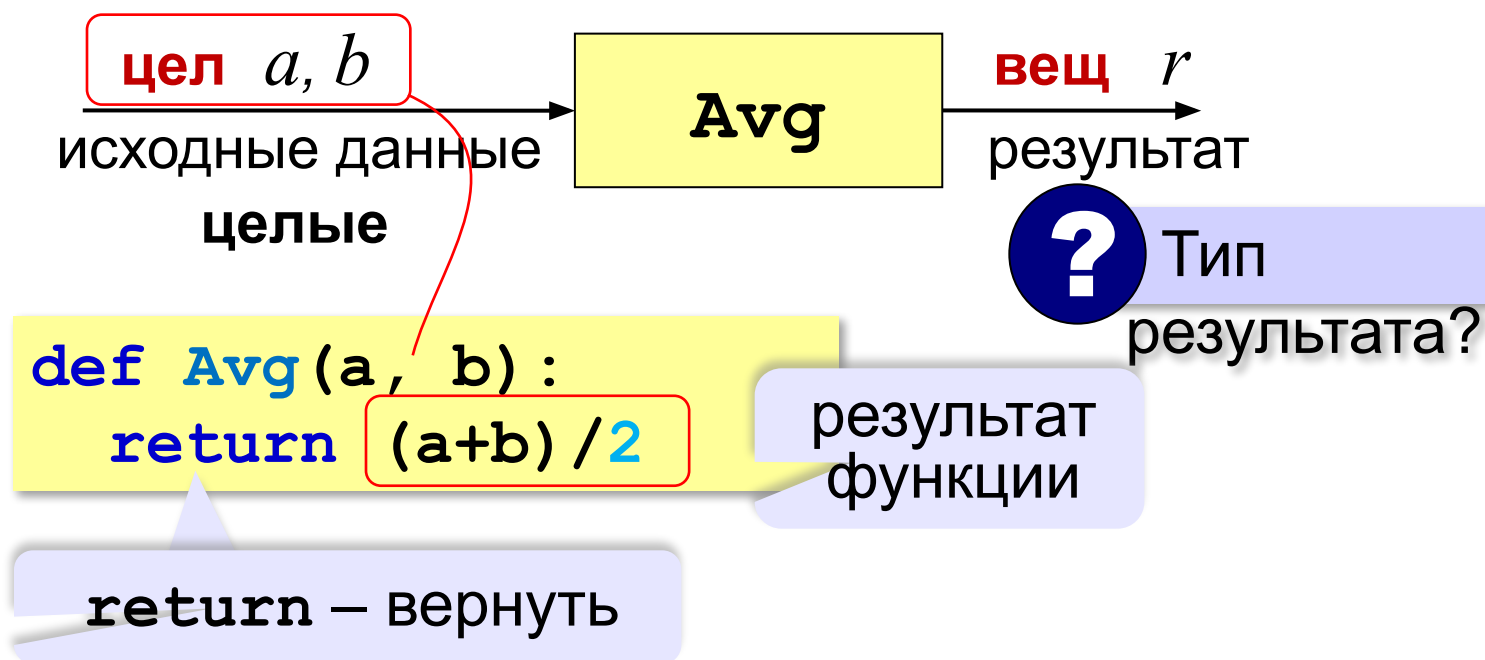 цел a, b
Avg
вещ r
исходные данные
результат
целые
? Тип
результата?
def Avg(a, b):
return (a+b)/2
результат
функции
return – вернуть